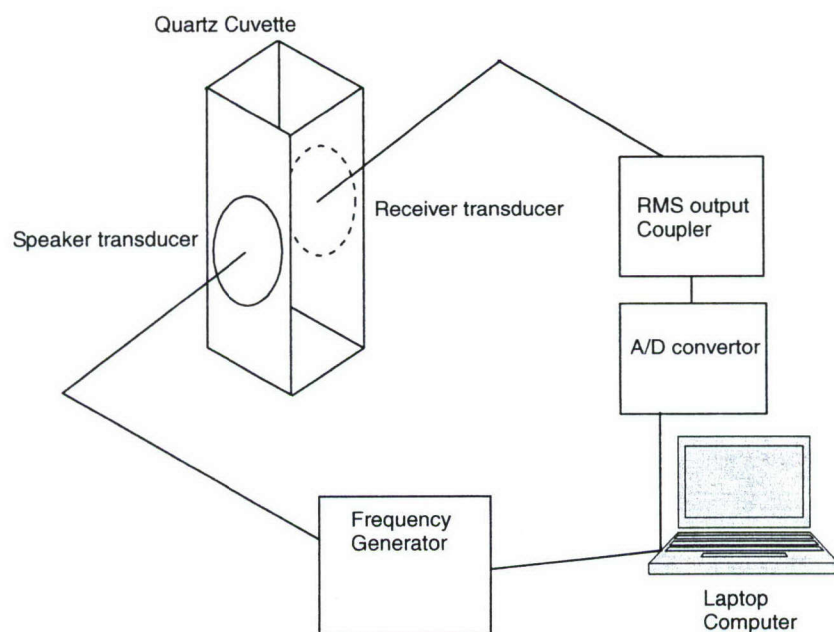 Quartz Cuvette
Receiver transducer
Speaker transducer
RMS output
Coupler
A/D convertor
Frequency
Generator
Laptop
Computer